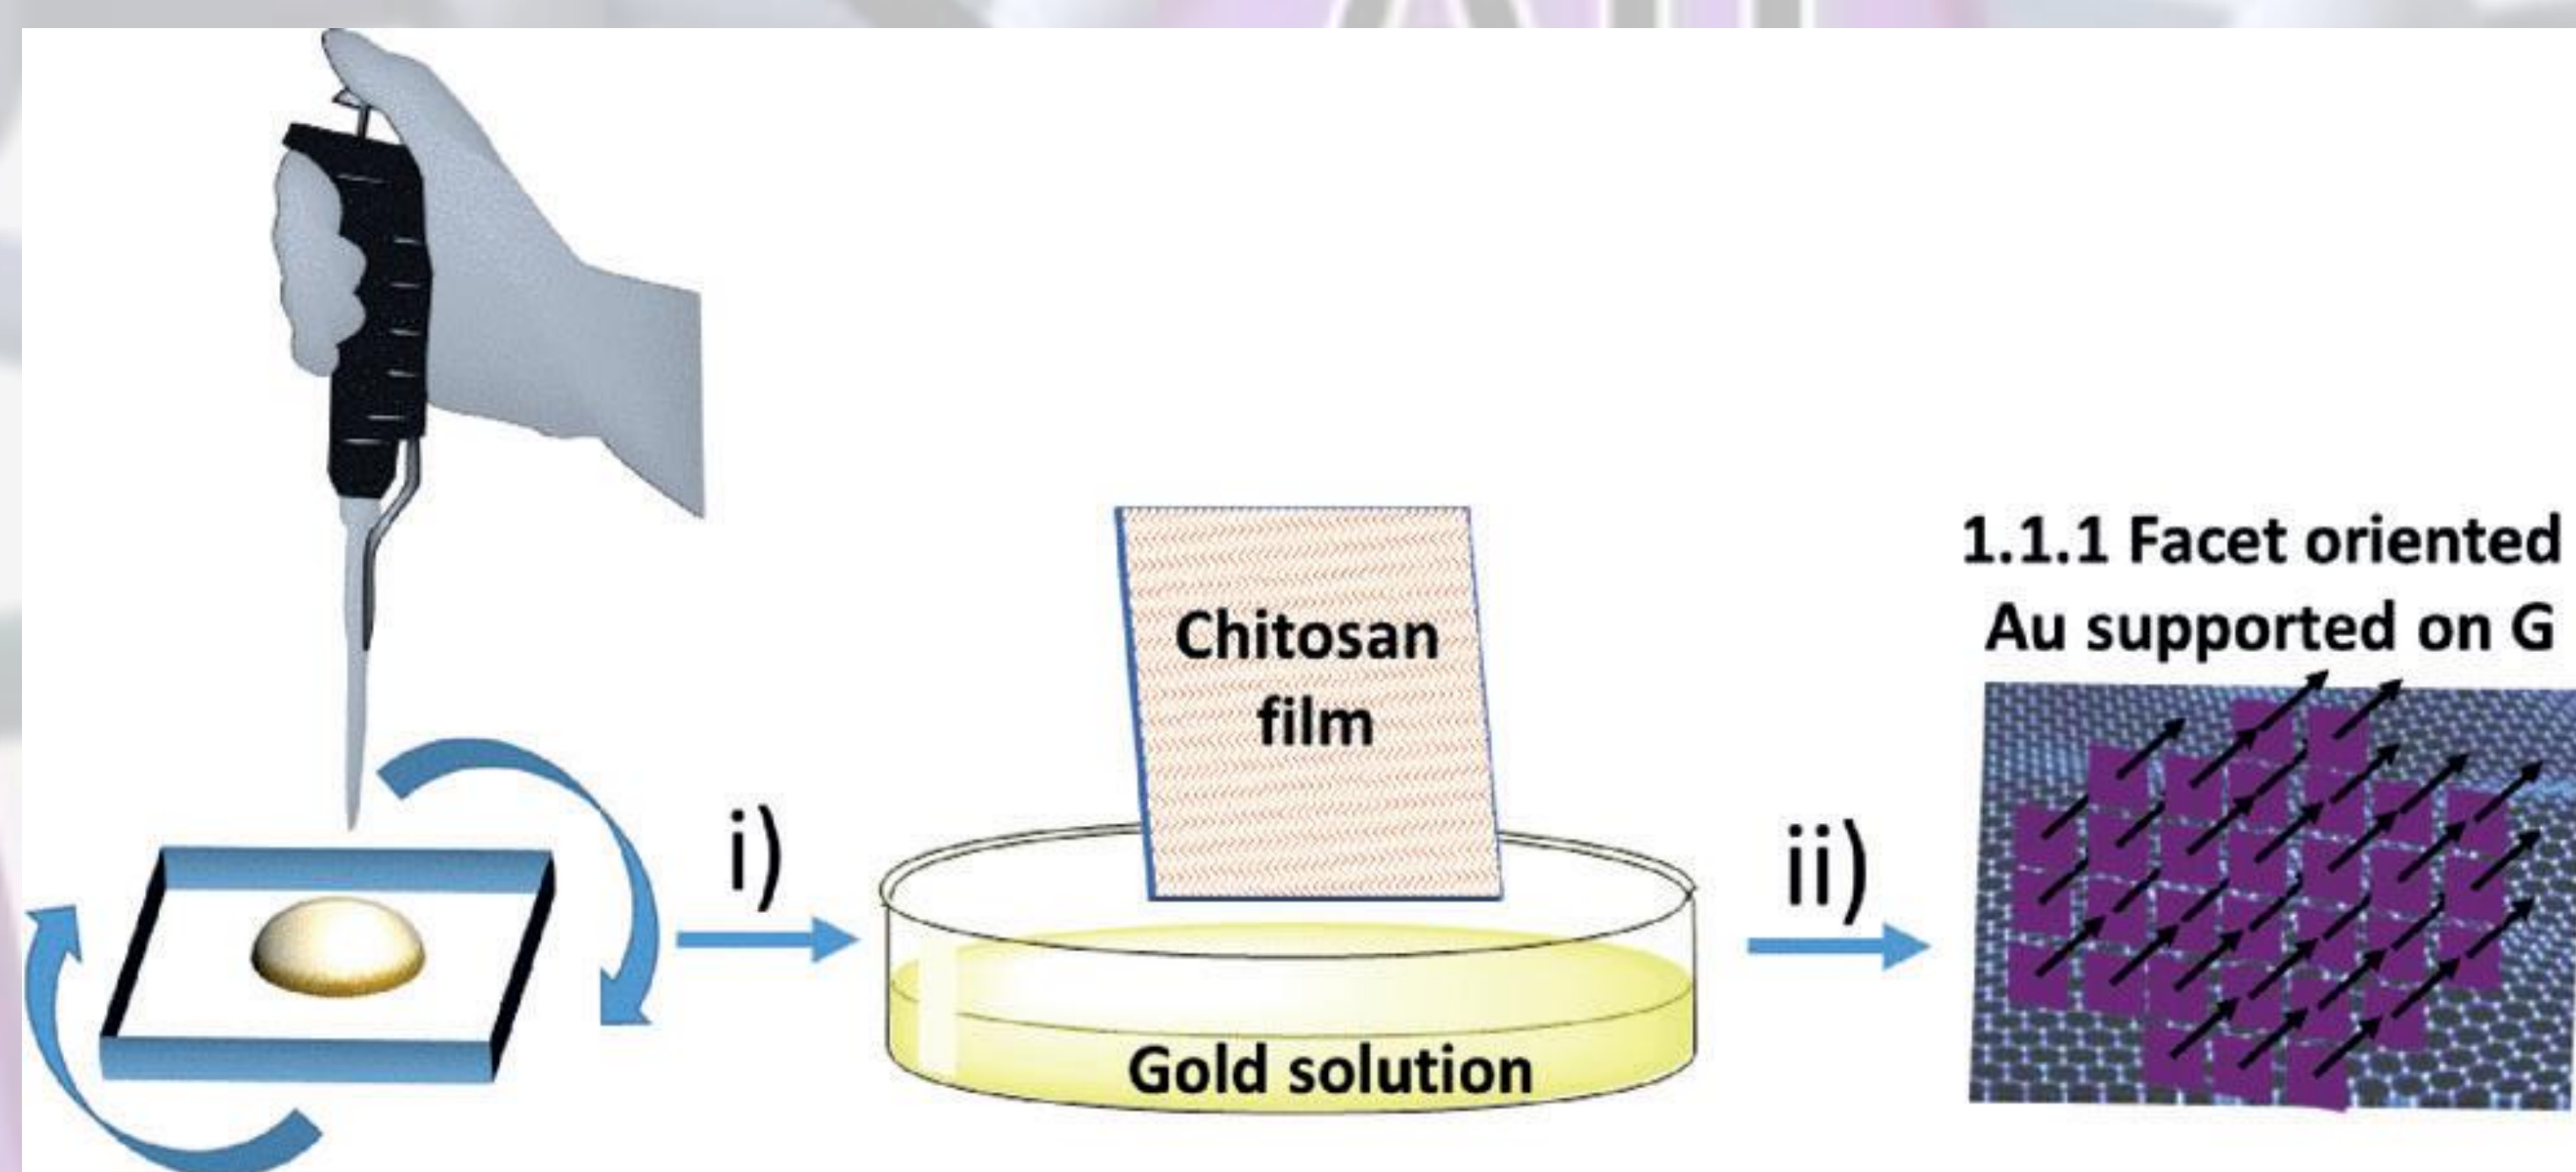 i)
Chitosan
film
Gold solution
ii)
1.1.1 Facet oriented
Au supported on G